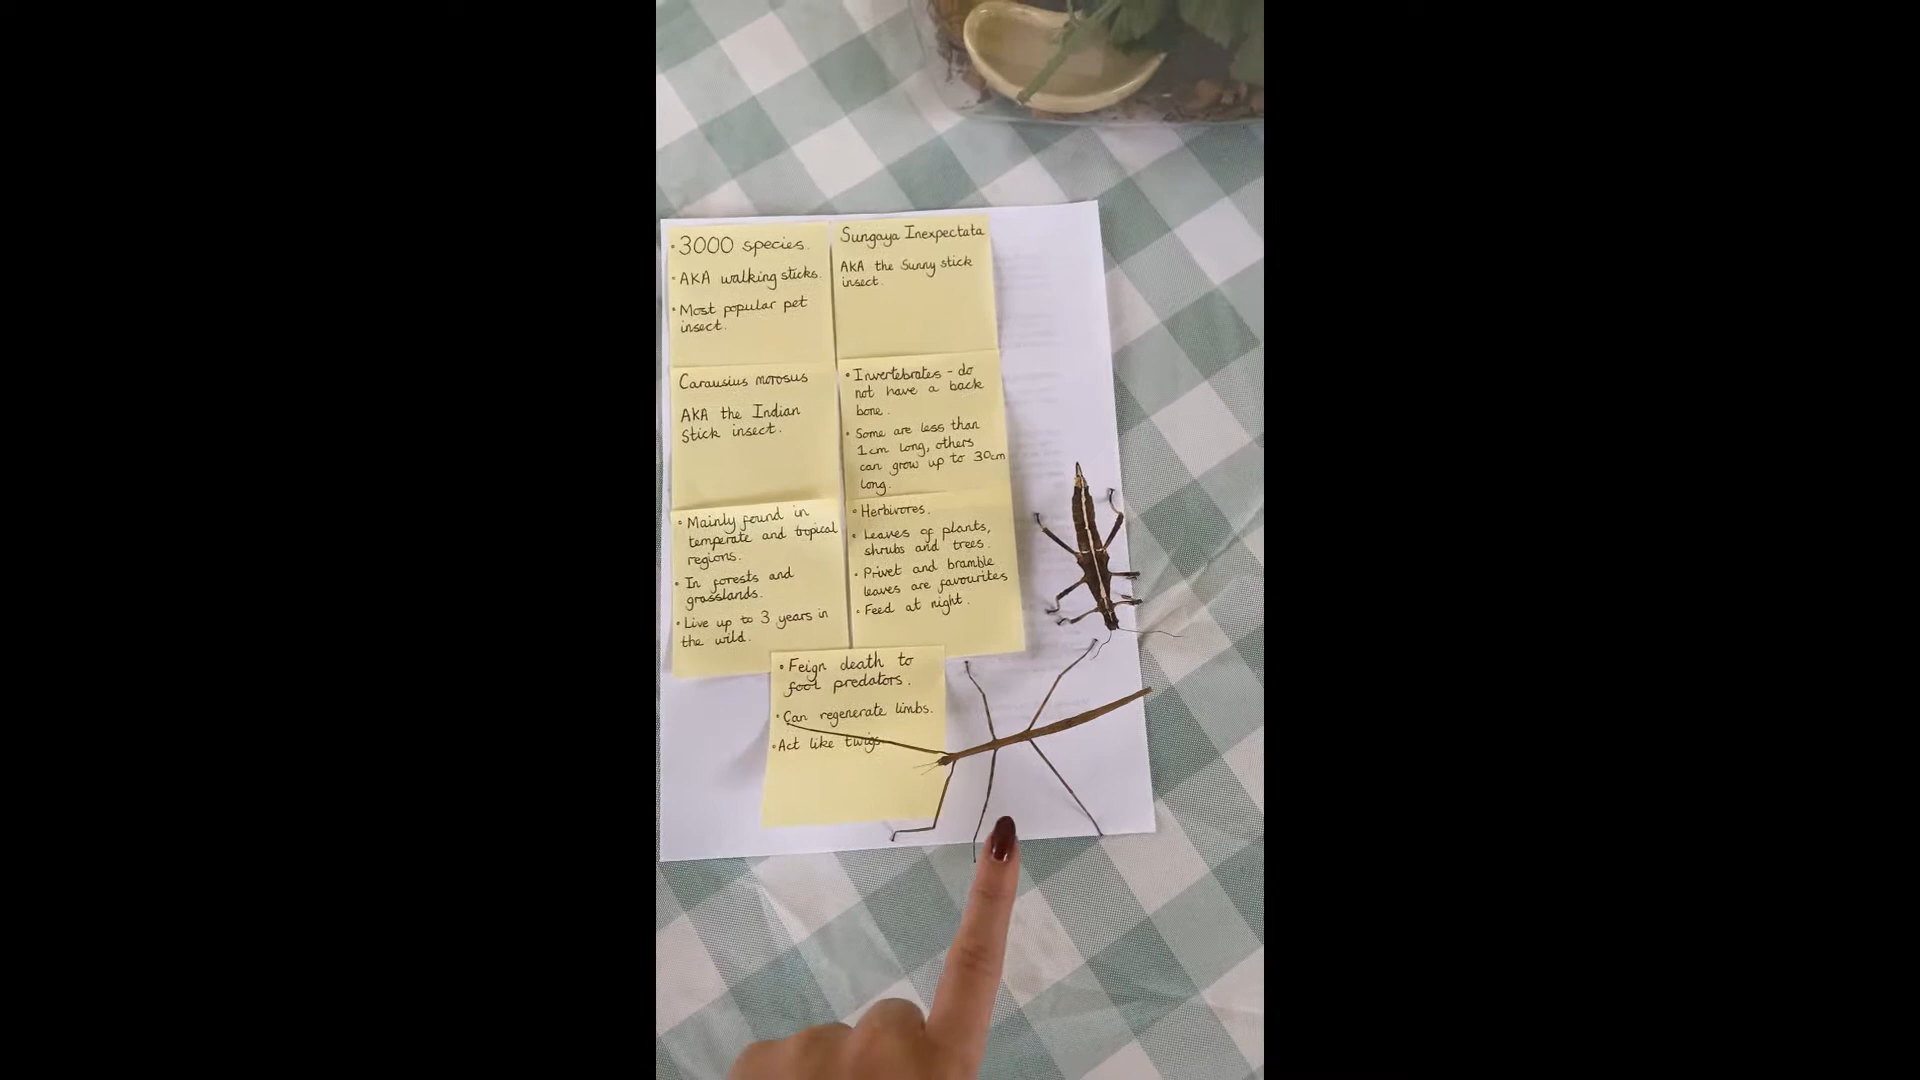 • 3000 species.
• AKA walking sticks.
• Most popular pet
insect.
Sungaya Inexpectata
AKA the Sunny stick
insect.
Carausius morosus
AKA the Indian
Stick insect.
• Invertebrates - do
not have a back
bone.
• Some are less than
1cm long, others
can grow up to 30cm
long.
• Mainly found in
temperate and tropical
regions.
• In forests and
grasslands.
• Live up to 3 years in
the wild.
• Herbivores.
• Leaves of plants,
shrubs and trees.
• Privet and bramble
leaves are favourites
• Feed at night.
• Feign death to
fool predators.
• Can regenerate limbs.
• Act like twigs